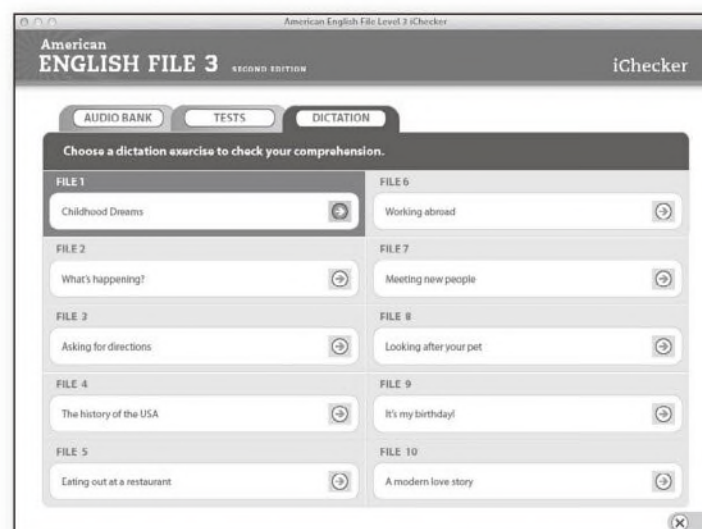 American English File Level 3 iChecker
American
ENGLISH FILE 3 SECOND EDITION
iChecker
AUDIO BANK
TESTS
DICTATION
Choose a dictation exercise to check your comprehension.
FILE 1
Childhood Dreams
FILE 2
What's happening?
FILE 3
Asking for directions
FILE 4
The history of the USA
FILE 5
Eating out at a restaurant
FILE 6
Working abroad
FILE 7
Meeting new people
FILE 8
Looking after your pet
FILE 9
It's my birthday!
FILE 10
A modern love story